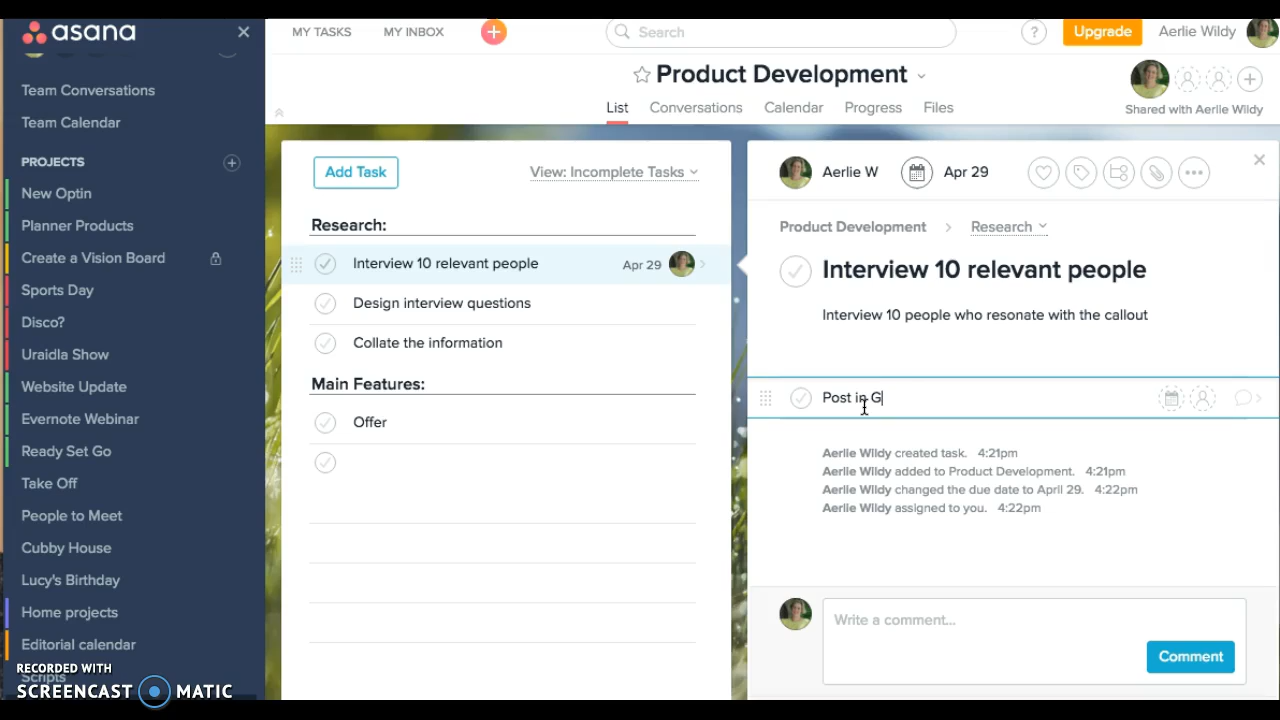 asana
MY TASKS
MY INBOX
Search
?
Upgrade
Aerlie Wildy
Product Development
List
Conversations
Calendar
Progress
Files
Shared with Aerlie Wildy
Team Conversations
Team Calendar
PROJECTS
New Optin
Planner Products
Create a Vision Board
Sports Day
Disco?
Uraidla Show
Website Update
Evernote Webinar
Ready Set Go
Take Off
People to Meet
Cubby House
Lucy's Birthday
Home projects
Editorial calendar
Scripts
RECORDED WITH
SCREENCAST MATIC
Add Task
View: Incomplete Tasks
Research:
Interview 10 relevant people Apr 29
Design interview questions
Collate the information
Main Features:
Offer
Aerlie W
Apr 29
Product Development > Research
Interview 10 relevant people
Interview 10 people who resonate with the callout
Post in G
Aerlie Wildy created task. 4:21pm
Aerlie Wildy added to Product Development. 4:21pm
Aerlie Wildy changed the due date to April 29. 4:22pm
Aerlie Wildy assigned to you. 4:22pm
Write a comment...
Comment